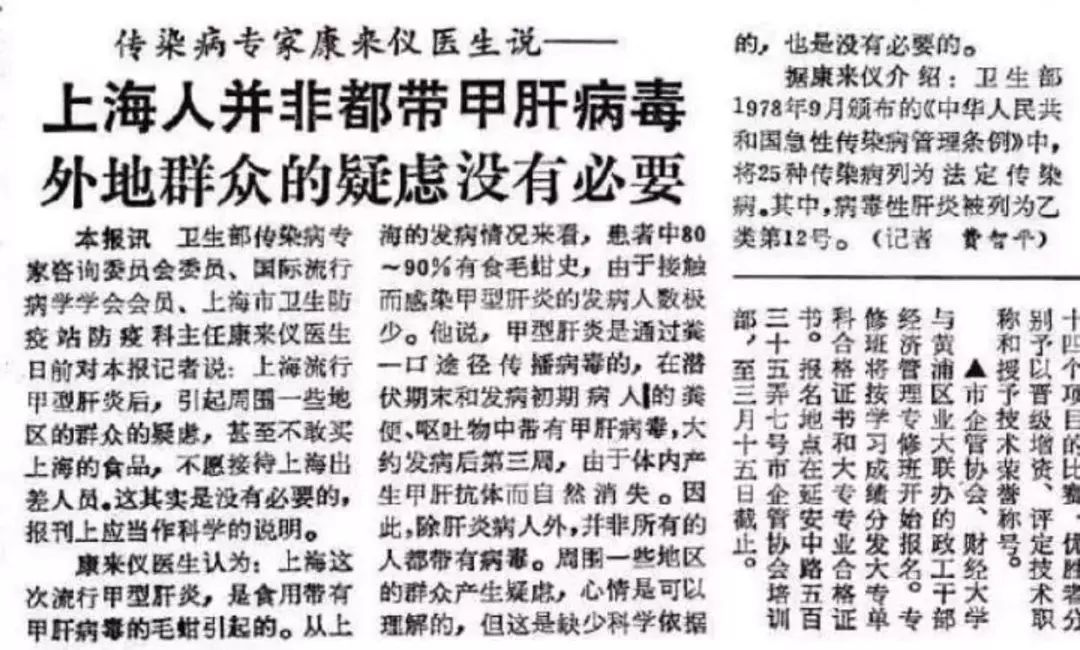 传染病专家康来仪医生说——
上海人并非都带甲肝病毒
外地群众的疑虑没有必要
本报讯 卫生部传染病专
家咨询委员会委员、国际流行
病学学会会员、上海市卫生防
疫站防疫科主任康来仪医生
日前对本报记者说：上海流行
甲型肝炎后，引起周围一些地
区的群众的疑虑，甚至不敢买
上海的食品，不愿接待上海出
差人员。这其实是没有必要的，
报刊上应当作科学的说明。
康来仪医生认为：上海这
次流行甲型肝炎，是食用带有
甲肝病毒的毛蚶引起的。从上
海的发病情况来看，患者中80
～90％有食毛蚶史，由于接触
而感染甲型肝炎的发病人数极
少。他说，甲型肝炎是通过粪
—口途径传播病毒的，在潜
伏期末和发病初期病人的粪
便、呕吐物中带有甲肝病毒，大
约发病后第三周，由于体内产
生甲肝抗体而自然消失。因
此，除肝炎病人外，并非所有的
人都带有病毒。周围一些地区
的群众产生疑虑，心情是可以
理解的，但这是缺少科学依据
的，也是没有必要的。
据康来仪介绍：卫生部
1978年9月颁布的《中华人民共
和国急性传染病管理条例》中，
将25种传染病列为法定传染
病。其中，病毒性肝炎被列为乙
类第12号。（记者 费智平）
十四个项目的比赛，优胜者分
别予以晋级增资、评定技术职
称和授予技术荣誉称号。
▲市企管协会、财经大学
与黄浦区业大联办的政工干部
经济管理专修班开始报名。专
修班将按学习成绩分发大专单
科合格证书和大专专业合格证
书。报名地点在延安中路五百
三十五弄七号市企管协会培训
部，至三月十五日截止。